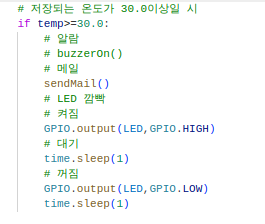 # 저장되는 온도가 30.0이상일 시
if temp>=30.0:
# 알람
# buzzerOn()
# 메일
sendMail()
# LED 깜빡
# 켜짐
GPIO.output(LED,GPIO.HIGH)
# 대기
time.sleep(1)
# 꺼짐
GPIO.output(LED,GPIO.LOW)
time.sleep(1)